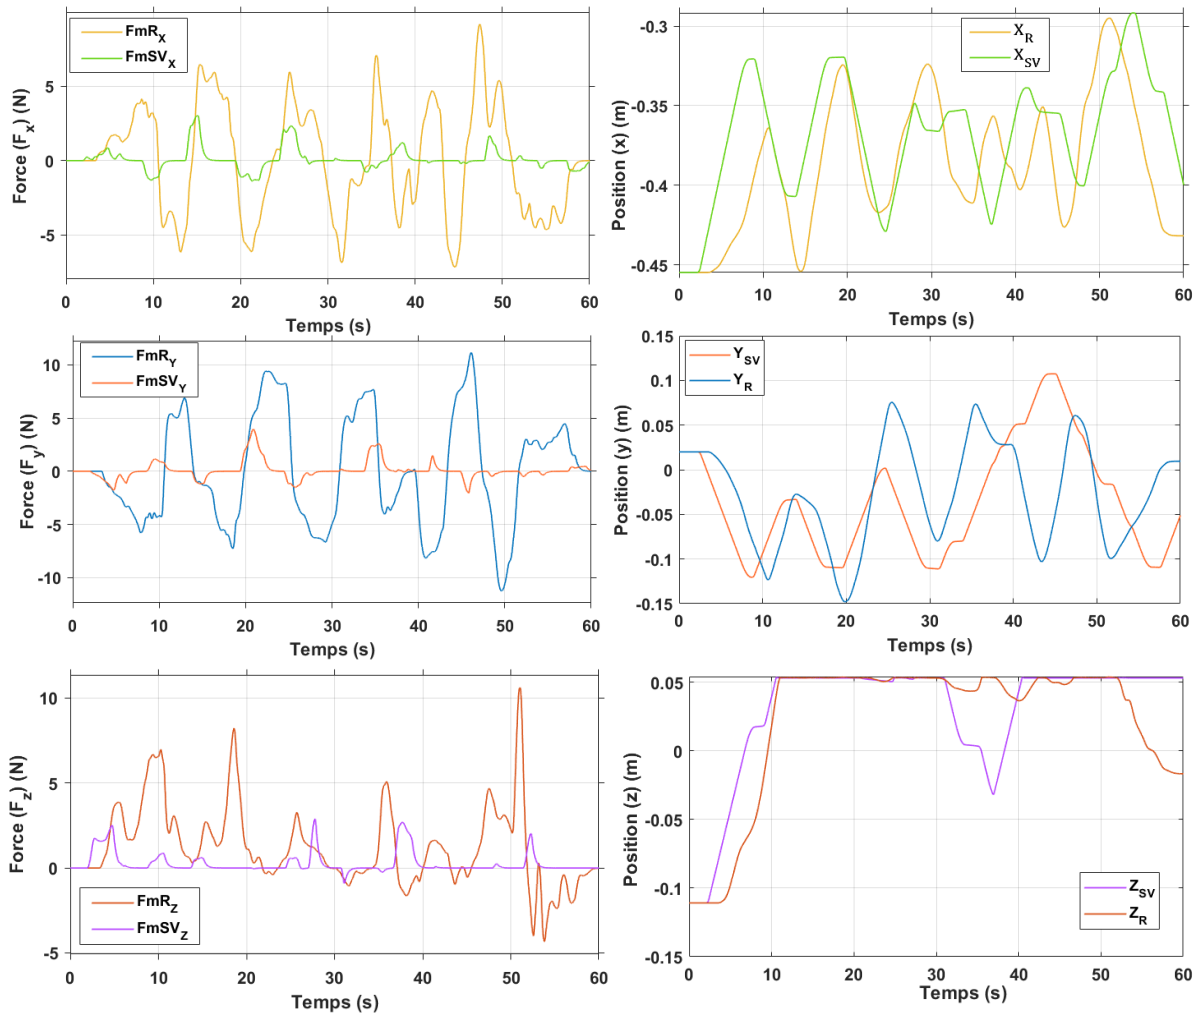 FmR_X
FmSV_X
5
0
-5
0 10 20 30 40 50 60
Force (F_x) (N)
Temps (s)
X_R
X_SV
-0.3
-0.35
-0.4
-0.45
0 10 20 30 40 50 60
Position (x) (m)
Temps (s)
FmR_Y
FmSV_Y
10
5
0
-5
-10
0 10 20 30 40 50 60
Force (F_y) (N)
Temps (s)
Y_SV
Y_R
0.15
0.1
0.05
0
-0.05
-0.1
-0.15
0 10 20 30 40 50 60
Position (y) (m)
Temps (s)
10
5
0
-5
FmR_Z
FmSV_Z
0 10 20 30 40 50 60
Force (F_z) (N)
Temps (s)
0.05
0
-0.05
-0.1
-0.15
Z_SV
Z_R
0 10 20 30 40 50 60
Position (z) (m)
Temps (s)